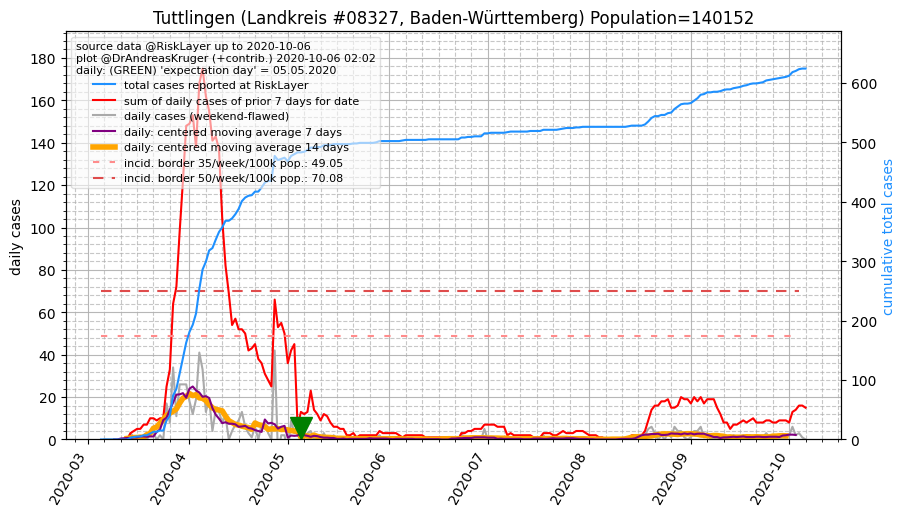 Tuttlingen (Landkreis #08327, Baden-Württemberg) Population=140152
source data @RiskLayer up to 2020-10-06
plot @DrAndreasKruger (+contrib.) 2020-10-06 02:02
daily: (GREEN) 'expectation day' = 05.05.2020
total cases reported at RiskLayer
sum of daily cases of prior 7 days for date
daily cases (weekend-flawed)
daily: centered moving average 7 days
daily: centered moving average 14 days
incid. border 35/week/100k pop.: 49.05
incid. border 50/week/100k pop.: 70.08
daily cases
180
160
140
120
100
80
60
40
20
0
cumulative total cases
600
500
400
300
200
100
0
2020-03
2020-04
2020-05
2020-06
2020-07
2020-08
2020-09
2020-10